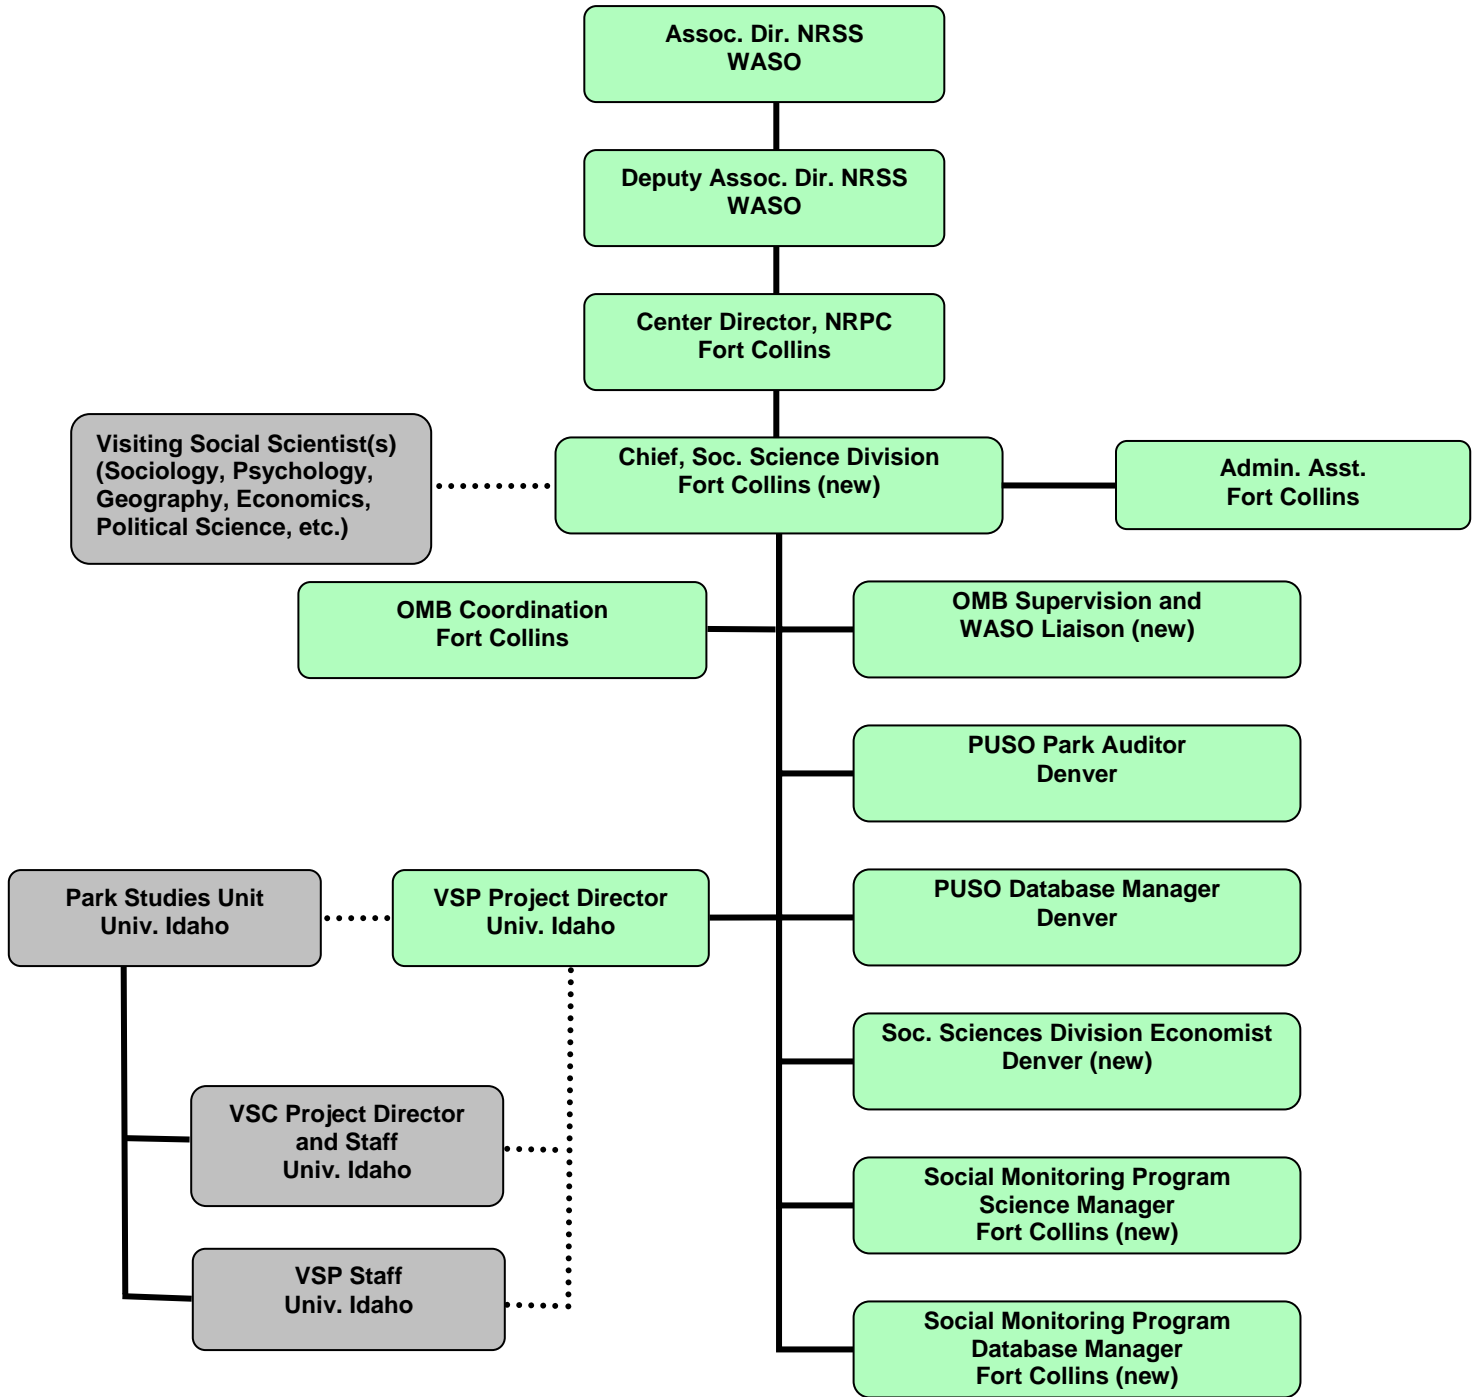 Assoc. Dir. NRSS
WASO
Deputy Assoc. Dir. NRSS
WASO
Center Director, NRPC
Fort Collins
Visiting Social Scientist(s)
(Sociology, Psychology,
Geography, Economics,
Political Science, etc.)
Chief, Soc. Science Division
Fort Collins (new)
Admin. Asst.
Fort Collins
OMB Coordination
Fort Collins
OMB Supervision and
WASO Liaison (new)
PUSO Park Auditor
Denver
Park Studies Unit
Univ. Idaho
VSP Project Director
Univ. Idaho
PUSO Database Manager
Denver
Soc. Sciences Division Economist
Denver (new)
VSC Project Director
and Staff
Univ. Idaho
Social Monitoring Program
Science Manager
Fort Collins (new)
VSP Staff
Univ. Idaho
Social Monitoring Program
Database Manager
Fort Collins (new)